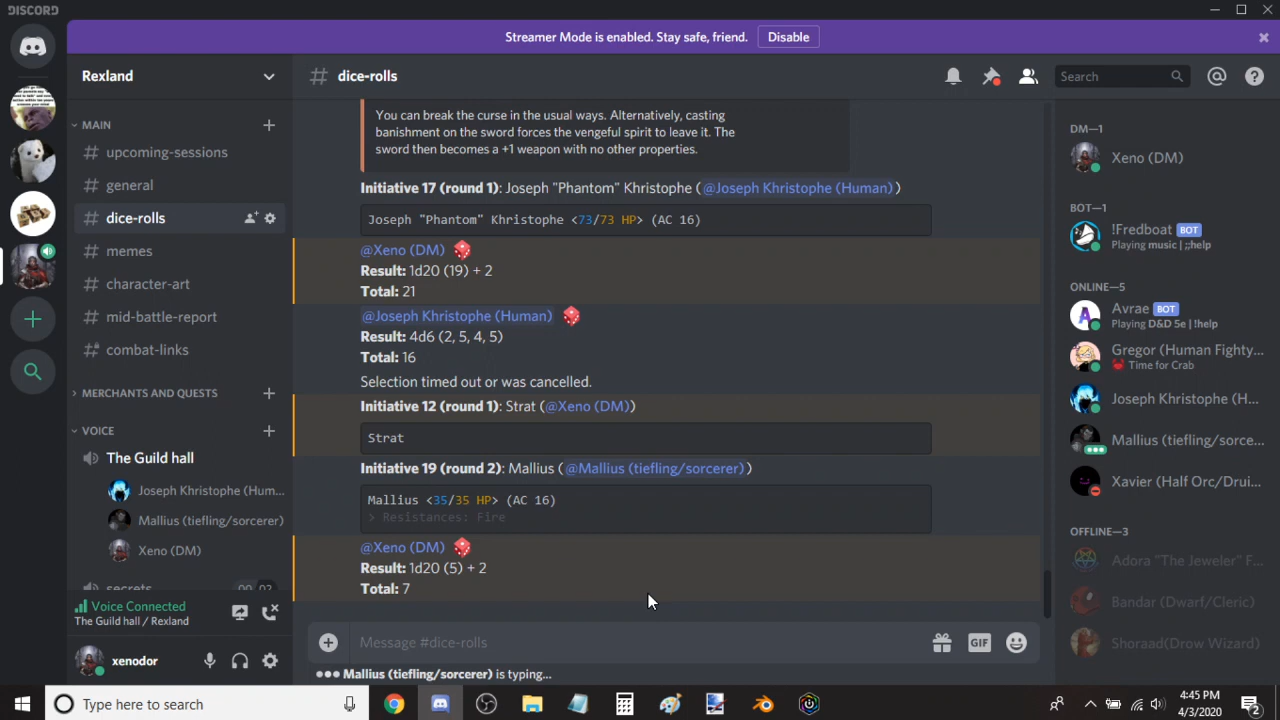 DISCORD
Streamer Mode is enabled. Stay safe, friend.
Disable
Rexland
dice-rolls
Search
MAIN
upcoming-sessions
general
dice-rolls
memes
character-art
mid-battle-report
combat-links
MERCHANTS AND QUESTS
VOICE
The Guild hall
Joseph Khristophe (Hum...
Mallius (tiefling/sorcerer)
Xeno (DM)
secrets
Voice Connected
The Guild hall / Rexland
xenodor
You can break the curse in the usual ways. Alternatively, casting
banishment on the sword forces the vengeful spirit to leave it. The
sword then becomes a +1 weapon with no other properties.
Initiative 17 (round 1): Joseph "Phantom" Khristophe (@Joseph Khristophe (Human))
Joseph "Phantom" Khristophe <73/73 HP> (AC 16)
@Xeno (DM)
Result: 1d20 (19) + 2
Total: 21
@Joseph Khristophe (Human)
Result: 4d6 (2, 5, 4, 5)
Total: 16
Selection timed out or was cancelled.
Initiative 12 (round 1): Strat (@Xeno (DM))
Strat
Initiative 19 (round 2): Mallius (@Mallius (tiefling/sorcerer))
Mallius <35/35 HP> (AC 16)
> Resistances: Fire
@Xeno (DM)
Result: 1d20 (5) + 2
Total: 7
Message #dice-rolls
GIF
Mallius (tiefling/sorcerer) is typing...
DM—1
Xeno (DM)
BOT—1
!Fredboat BOT
Playing music | ;;help
ONLINE—5
Avrae BOT
Playing D&D 5e | !help
Gregor (Human Fighty...
Time for Crab
Joseph Khristophe (H...
Mallius (tiefling/sorce...
Xavier (Half Orc/Drui...
OFFLINE—3
Adora "The Jeweler" F...
Bandar (Dwarf/Cleric)
Shoraad(Drow Wizard)
Type here to search
4:45 PM
4/3/2020
2